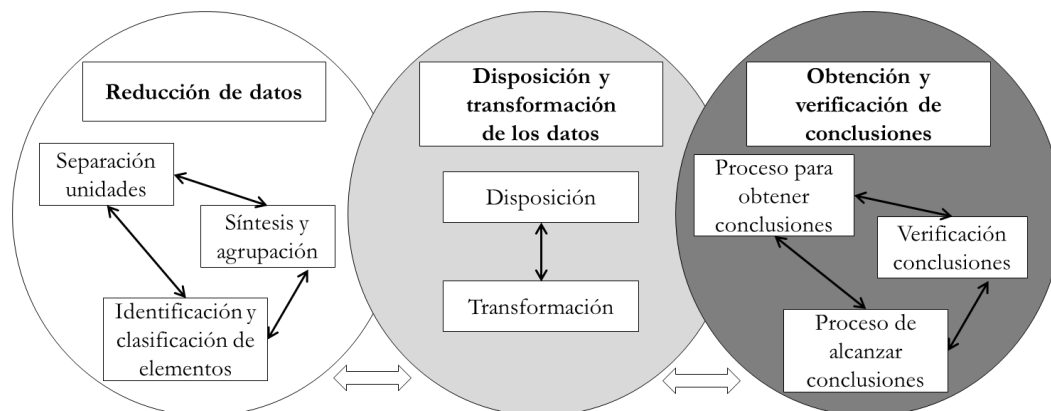 Reducción de datos
Separación
unidades
Síntesis y
agrupación
Identificación y
clasificación de
elementos
Disposición y
transformación
de los datos
Disposición
Transformación
Obtención y
verificación de
conclusiones
Proceso para
obtener
conclusiones
Verificación
conclusiones
Proceso de
alcanzar
conclusiones